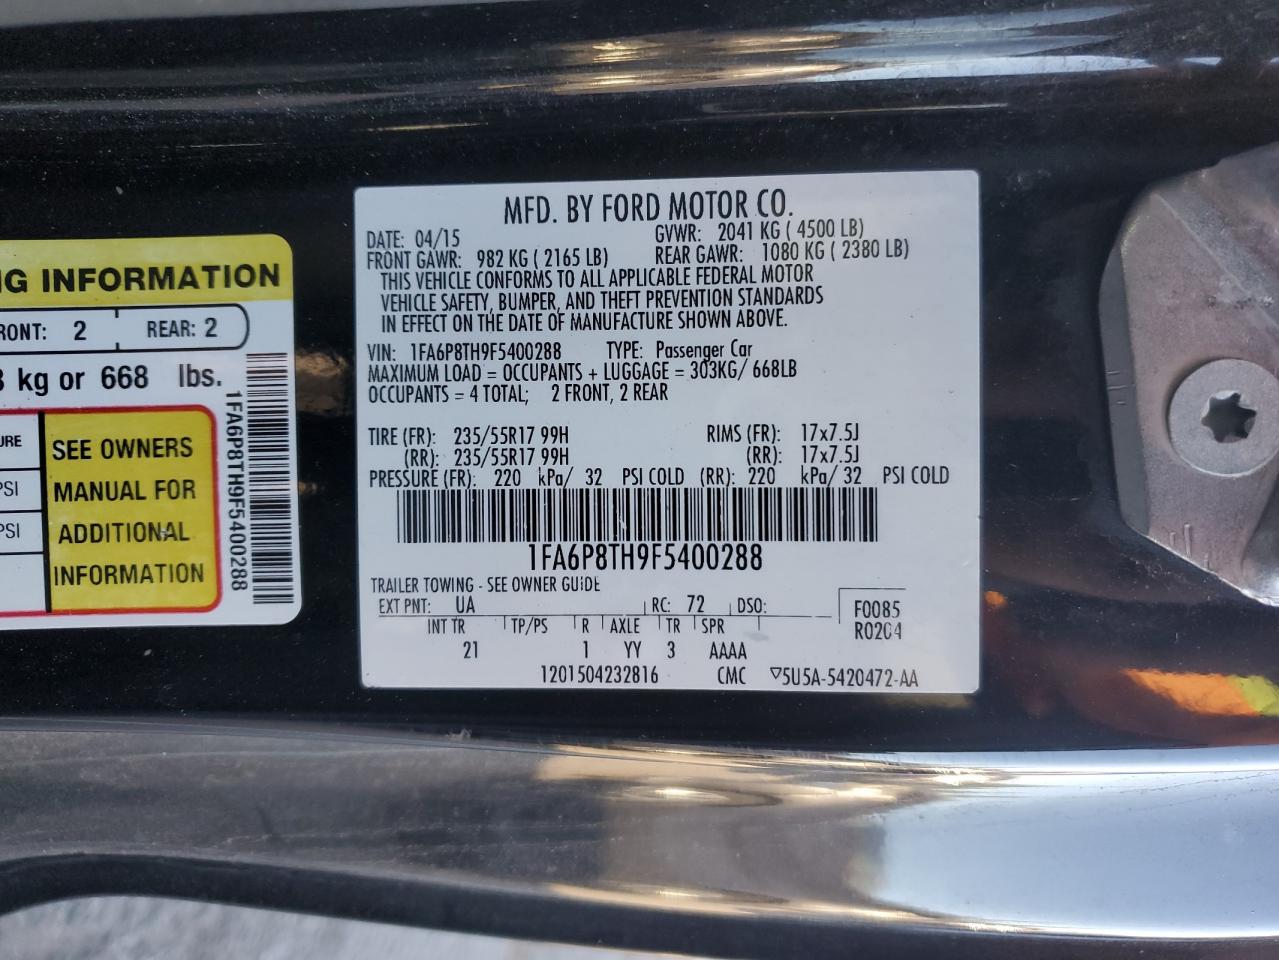 MFD. BY FORD MOTOR CO.
DATE: 04/15 GVWR: 2041 KG ( 4500 LB)
FRONT GAWR: 982 KG ( 2165 LB) REAR GAWR: 1080 KG ( 2380 LB)
THIS VEHICLE CONFORMS TO ALL APPLICABLE FEDERAL MOTOR
VEHICLE SAFETY, BUMPER, AND THEFT PREVENTION STANDARDS
IN EFFECT ON THE DATE OF MANUFACTURE SHOWN ABOVE.
VIN: 1FA6P8TH9F5400288 TYPE: Passenger Car
MAXIMUM LOAD = OCCUPANTS + LUGGAGE = 303KG/ 668LB
OCCUPANTS = 4 TOTAL; 2 FRONT, 2 REAR
TIRE (FR): 235/55R17 99H RIMS (FR): 17x7.5J
(RR): 235/55R17 99H (RR): 17x7.5J
PRESSURE (FR): 220 kPa/ 32 PSI COLD (RR): 220 kPa/ 32 PSI COLD
1FA6P8TH9F5400288
TRAILER TOWING - SEE OWNER GUIDE
EXT PNT: UA RC: 72 DSO: F0085
R0204
INT TR TP/PS R AXLE TR SPR
21 1 YY 3 AAAA
1201504232816 CMC ▽5U5A-5420472-AA
NG INFORMATION
FRONT: 2 REAR: 2
3 kg or 668 lbs.
URE
PSI
PSI
SEE OWNERS
MANUAL FOR
ADDITIONAL
INFORMATION
1FA6P8TH9F5400288